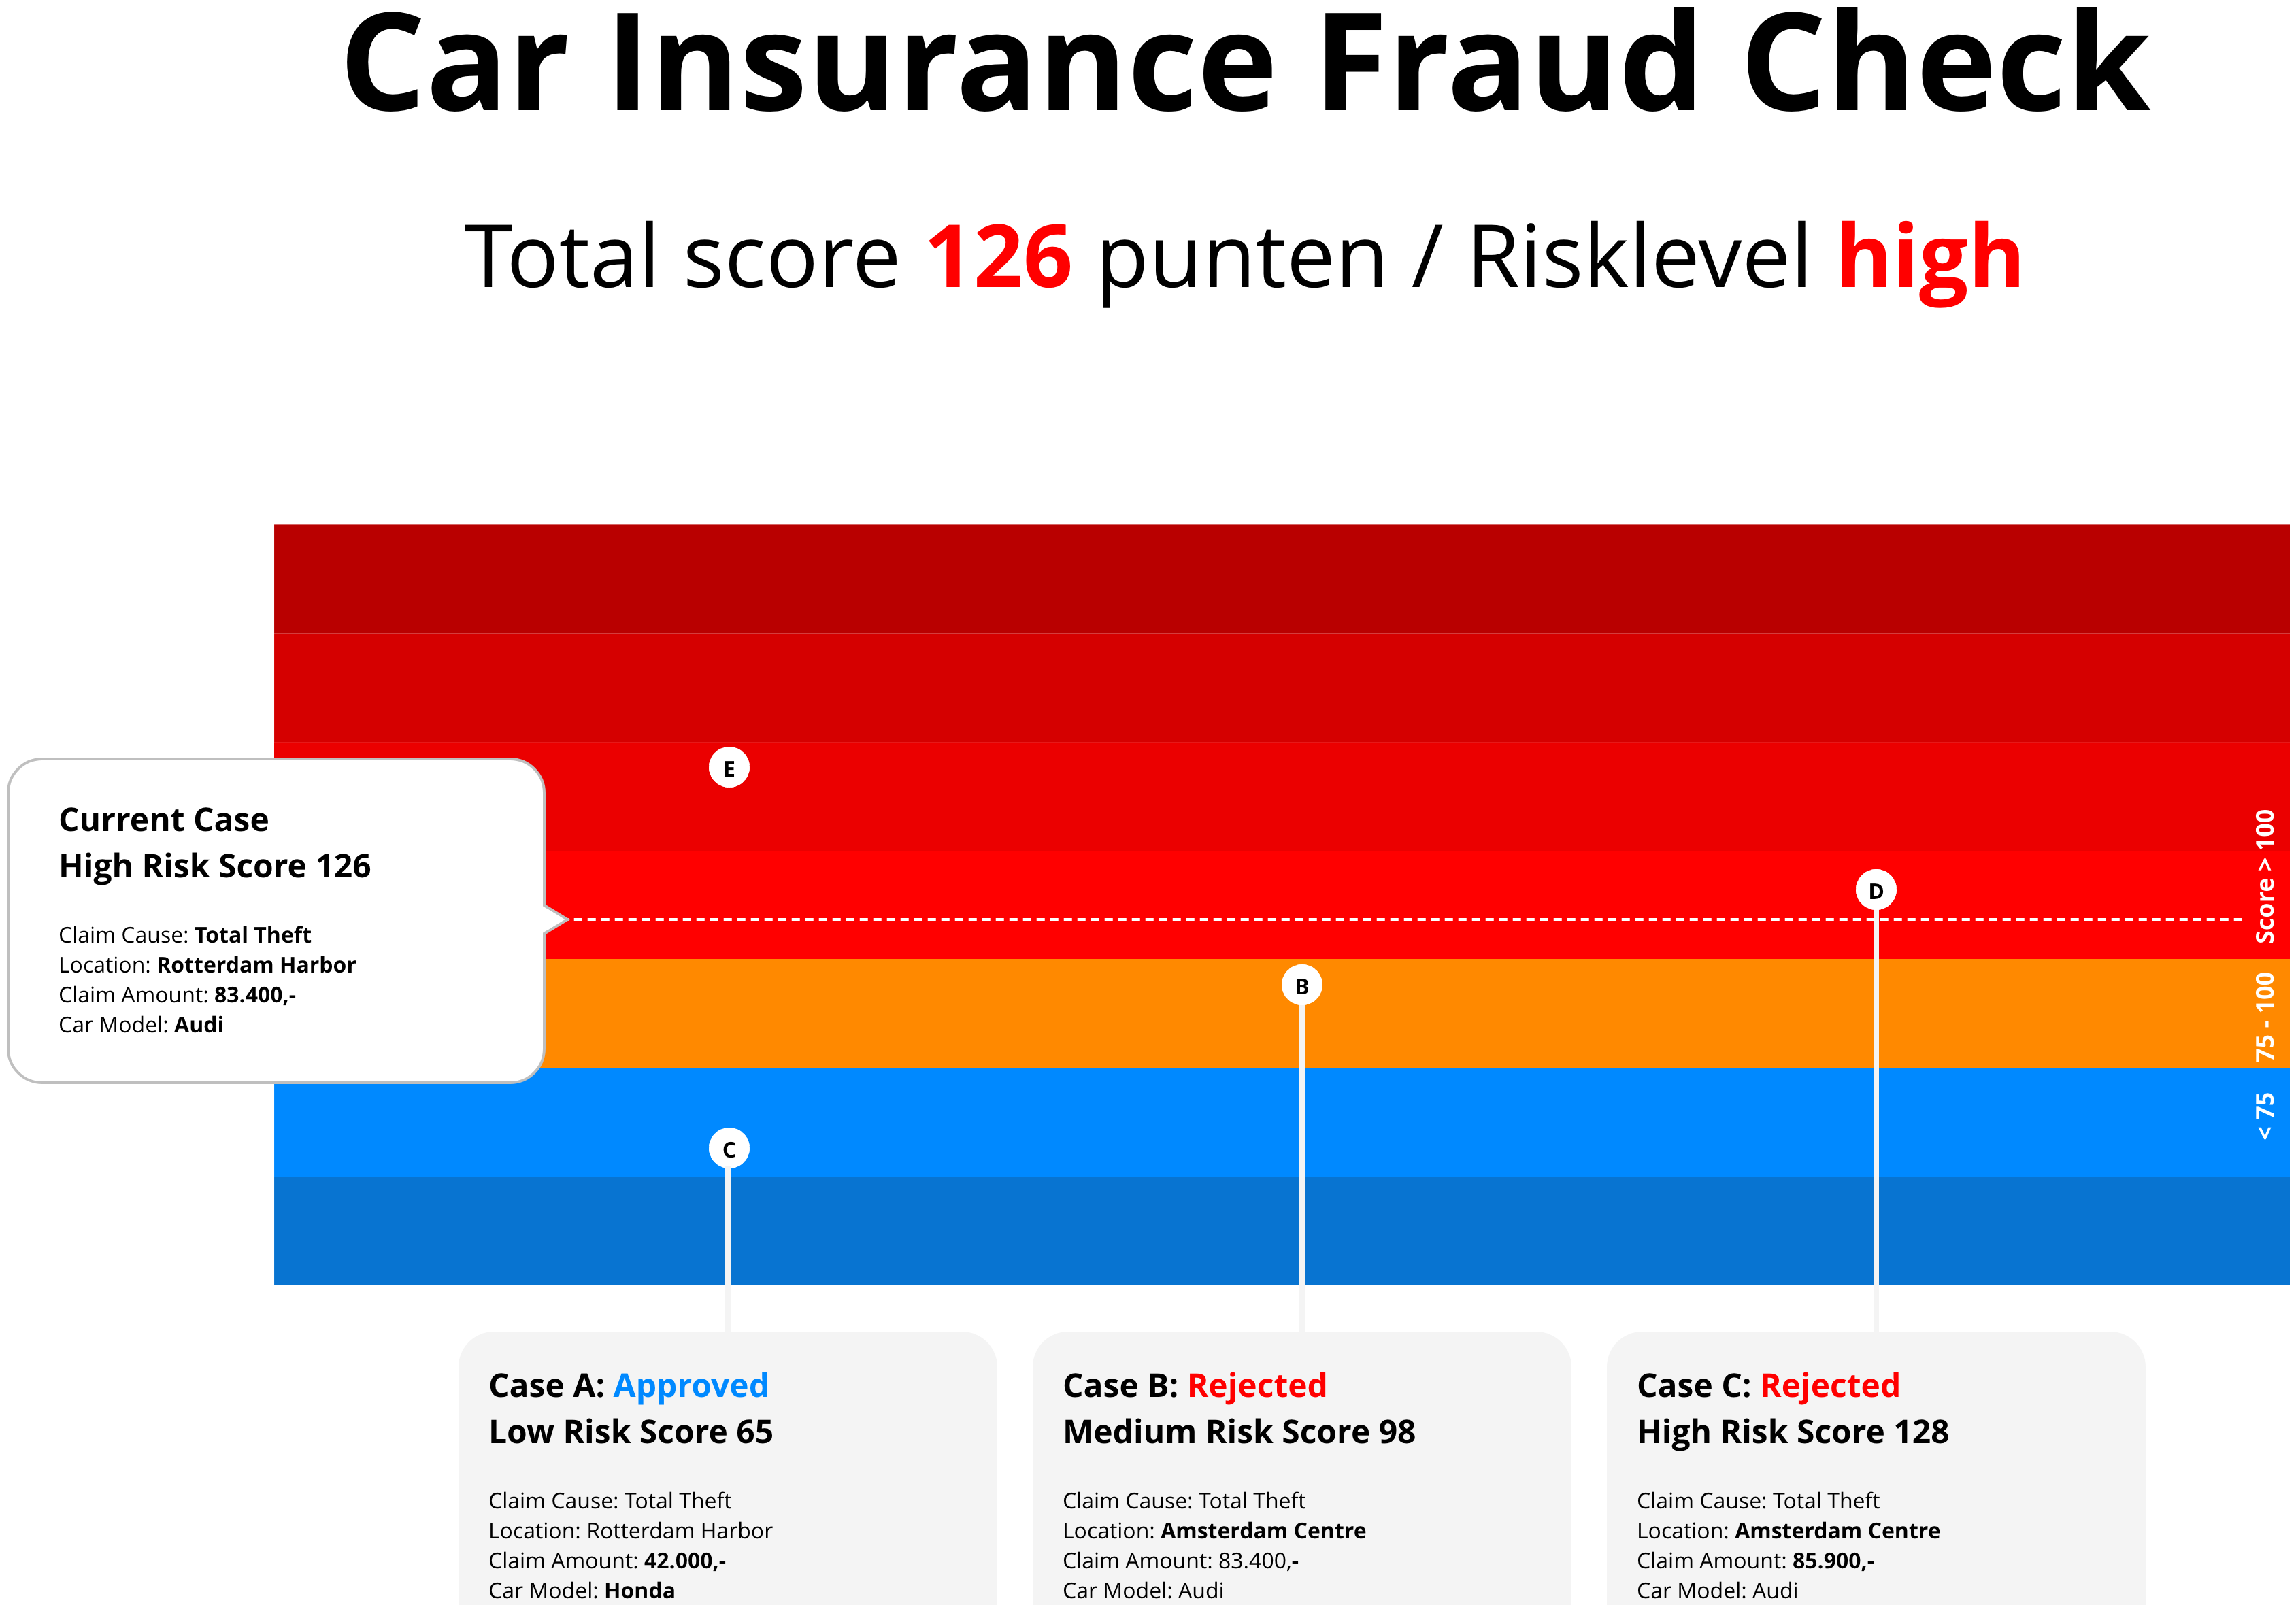 Car Insurance Fraud Check
Total score 126 punten / Risklevel high
E
Current Case
High Risk Score 126
Claim Cause: Total Theft
Location: Rotterdam Harbor
Claim Amount: 83.400,-
Car Model: Audi
Score > 100
D
B
75 - 100
< 75
C
Case A: Approved
Low Risk Score 65
Claim Cause: Total Theft
Location: Rotterdam Harbor
Claim Amount: 42.000,-
Car Model: Honda
Case B: Rejected
Medium Risk Score 98
Claim Cause: Total Theft
Location: Amsterdam Centre
Claim Amount: 83.400,-
Car Model: Audi
Case C: Rejected
High Risk Score 128
Claim Cause: Total Theft
Location: Amsterdam Centre
Claim Amount: 85.900,-
Car Model: Audi